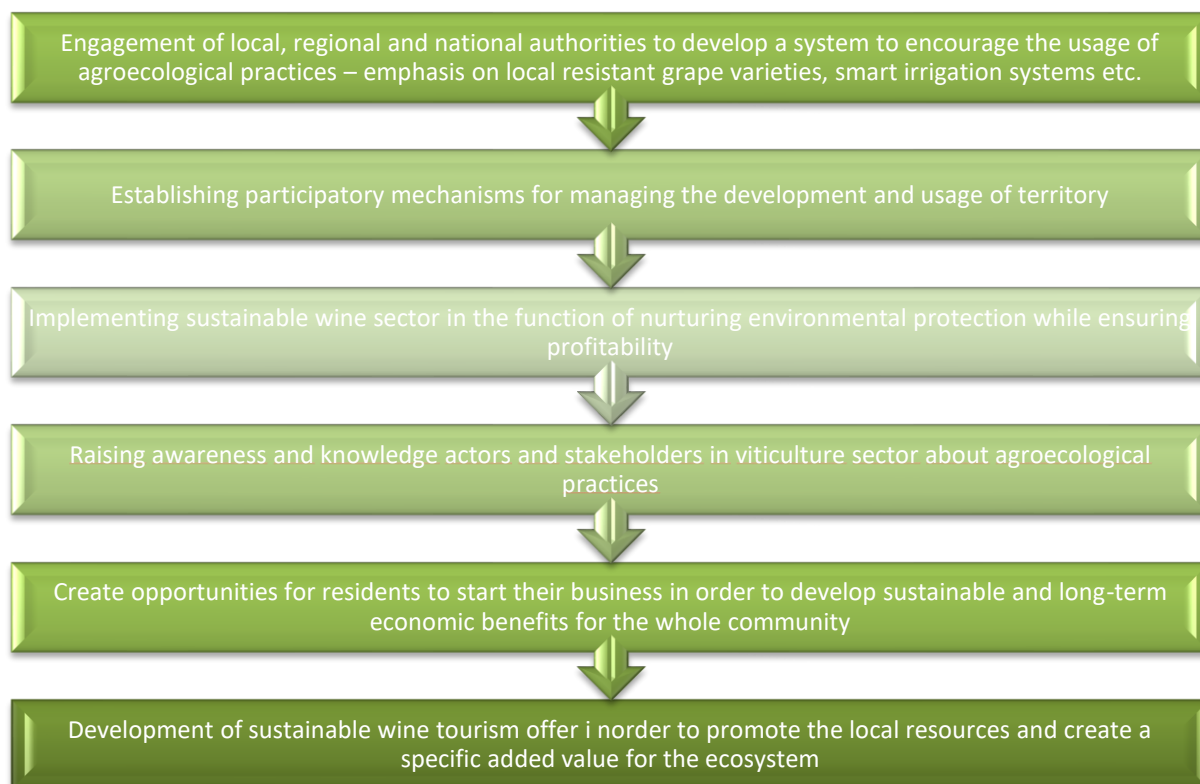 Engagement of local, regional and national authorities to develop a system to encourage the usage of
agroecological practices – emphasis on local resistant grape varieties, smart irrigation systems etc.
Establishing participatory mechanisms for managing the development and usage of territory
Implementing sustainable wine sector in the function of nurturing environmental protection while ensuring
profitability
Raising awareness and knowledge actors and stakeholders in viticulture sector about agroecological
practices
Create opportunities for residents to start their business in order to develop sustainable and long-term
economic benefits for the whole community
Development of sustainable wine tourism offer i norder to promote the local resources and create a
specific added value for the ecosystem